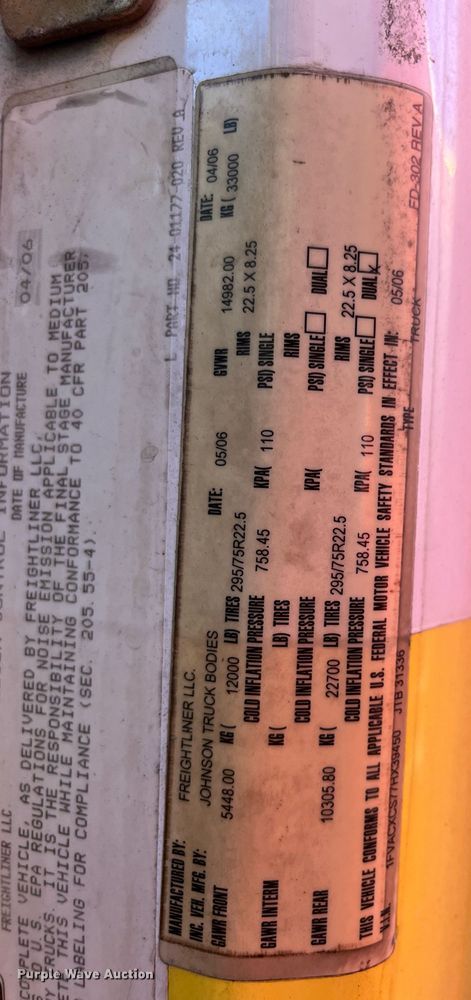 FREIGHTLINER LLC
DATE OF MANUFACTURE 04/06
COMPLETE VEHICLE, AS DELIVERED BY FREIGHTLINER LLC,
U.S. EPA REGULATIONS FOR NOISE EMISSION APPLICABLE TO MEDIUM
TRUCKS. IT IS THE RESPONSIBILITY OF THE FINAL STAGE MANUFACTURER
THIS VEHICLE WHILE MAINTAINING CONFORMANCE TO 40 CFR PART 205,
LABELING FOR COMPLIANCE (SEC. 205.55-4).
PART NO. 24 01177-020 REV A
MANUFACTURED BY: FREIGHTLINER LLC. DATE: 04/06
INC. VEH. MFG. BY: JOHNSON TRUCK BODIES DATE: 05/06 GVWR 14982.00 KG ( 33000 LB)
GAWR FRONT 5448.00 KG ( 12000 LB) TIRES 295/75R22.5 RIMS 22.5 X 8.25
COLD INFLATION PRESSURE 758.45 KPA( 110 PSI) SINGLE
GAWR INTERM KG ( LB) TIRES RIMS
COLD INFLATION PRESSURE KPA( PSI) SINGLE DUAL
GAWR REAR 10305.80 KG ( 22700 LB) TIRES 295/75R22.5 RIMS 22.5 X 8.25
COLD INFLATION PRESSURE 758.45 KPA( 110 PSI) SINGLE DUAL X
THIS VEHICLE CONFORMS TO ALL APPLICABLE U.S. FEDERAL MOTOR VEHICLE SAFETY STANDARDS IN EFFECT IN: 05/06
V.I.N. 1FVACXCS77HX39450 JTB 31336 TYPE TRUCK FD-302 REV A
Purple Wave Auction